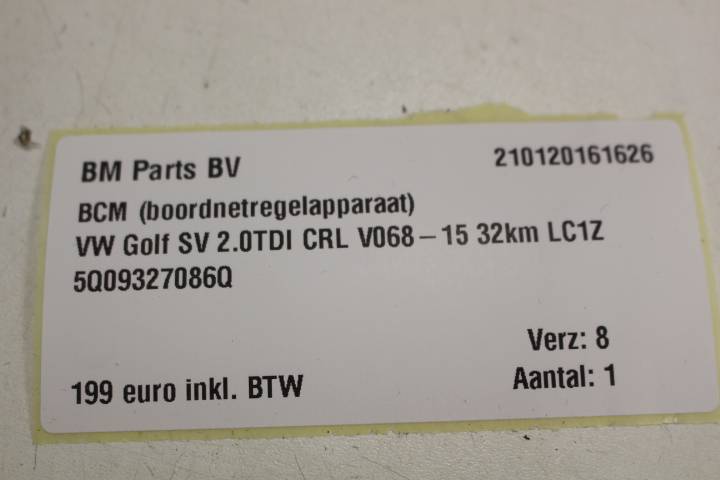 BM Parts BV 210120161626
BCM (boordnetregelapparaat)
VW Golf SV 2.0TDI CRL V068–15 32km LC1Z
5Q09327086Q
Verz: 8
199 euro inkl. BTW Aantal: 1